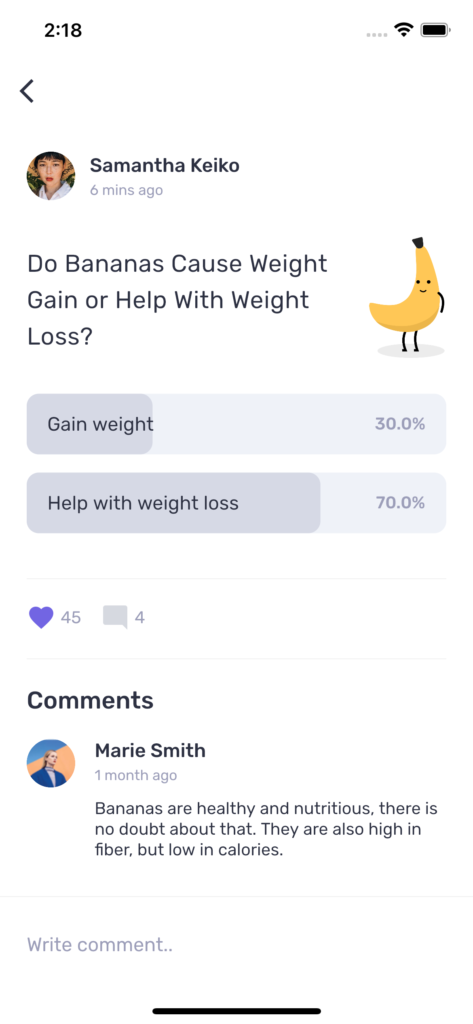 2:18
Samantha Keiko
6 mins ago
Do Bananas Cause Weight
Gain or Help With Weight
Loss?
Gain weight 30.0%
Help with weight loss 70.0%
45 4
Comments
Marie Smith
1 month ago
Bananas are healthy and nutritious, there is
no doubt about that. They are also high in
fiber, but low in calories.
Write comment..